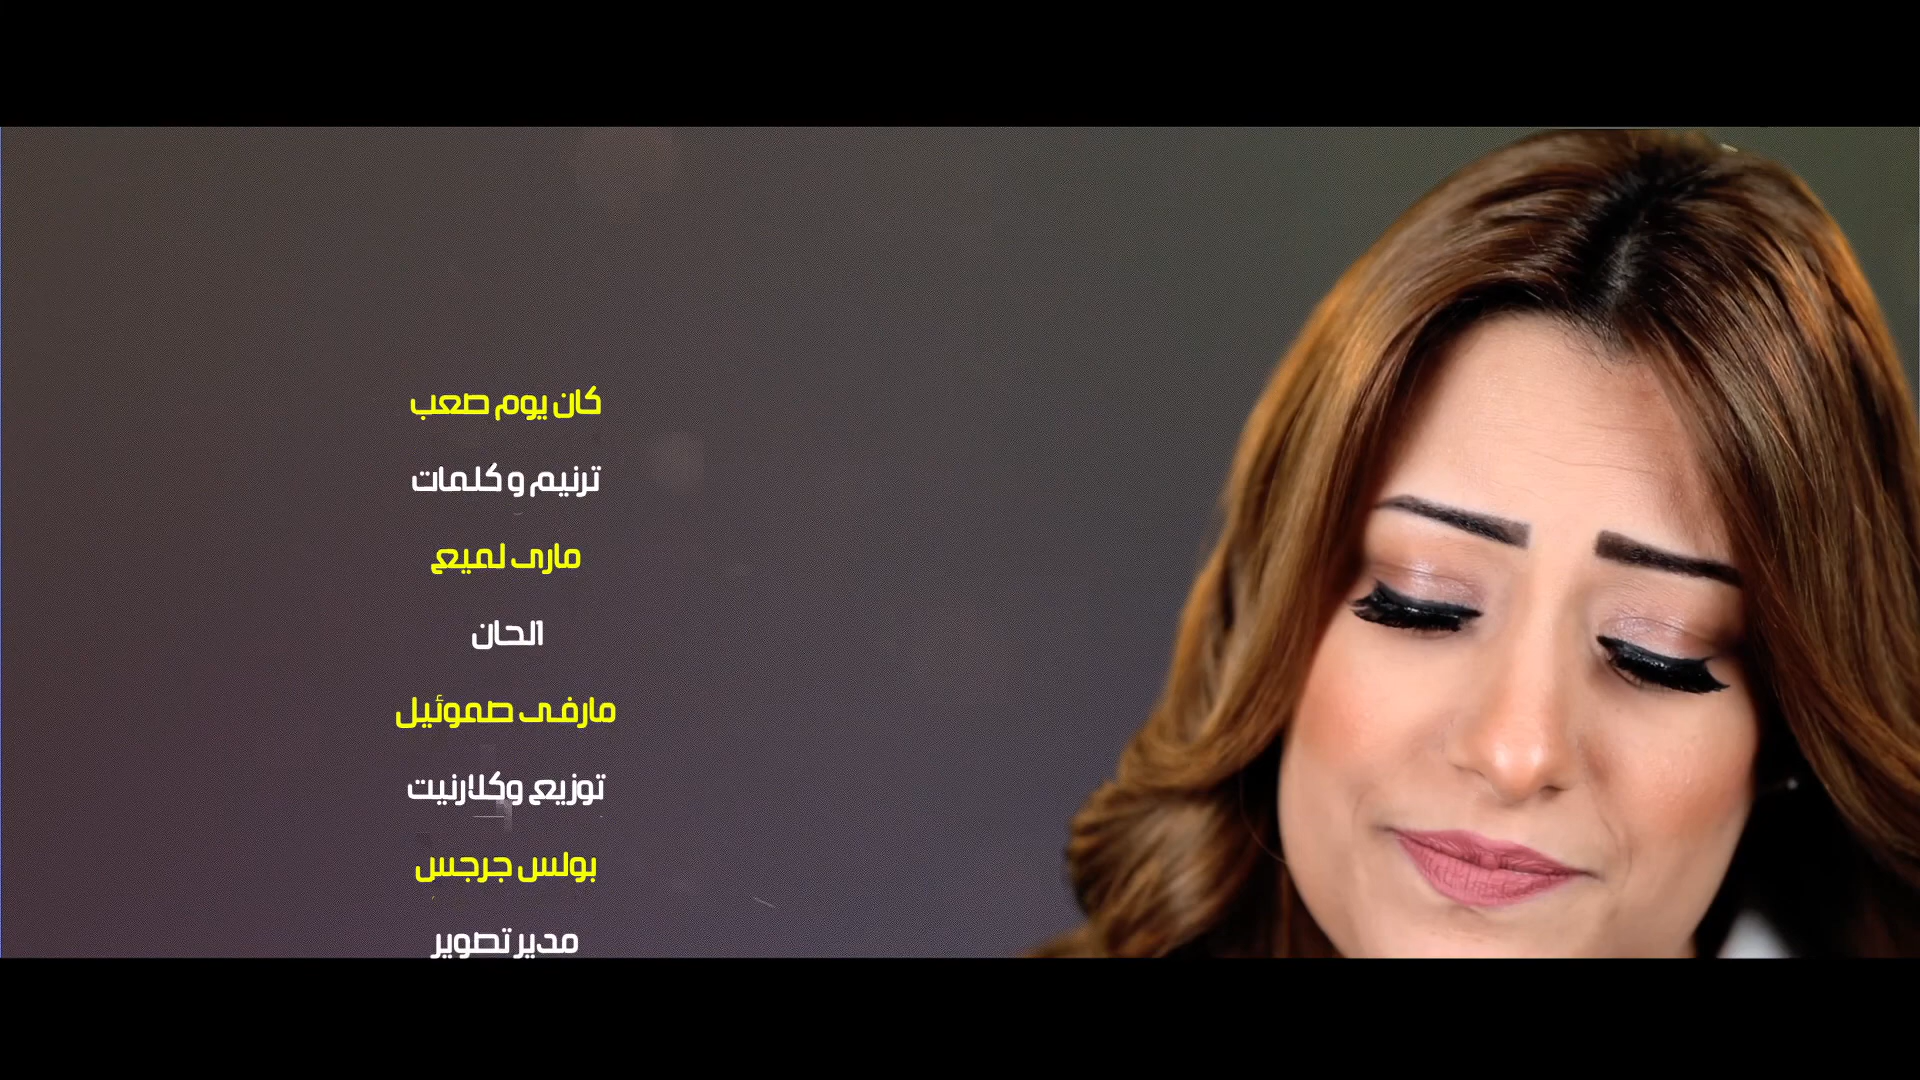 كان يوم صعب
ترنيم و كلمات
مارى لميع
الحان
مارفى صموئيل
توزيع وكلارنيت
بولس جرجس
مدير تصوير